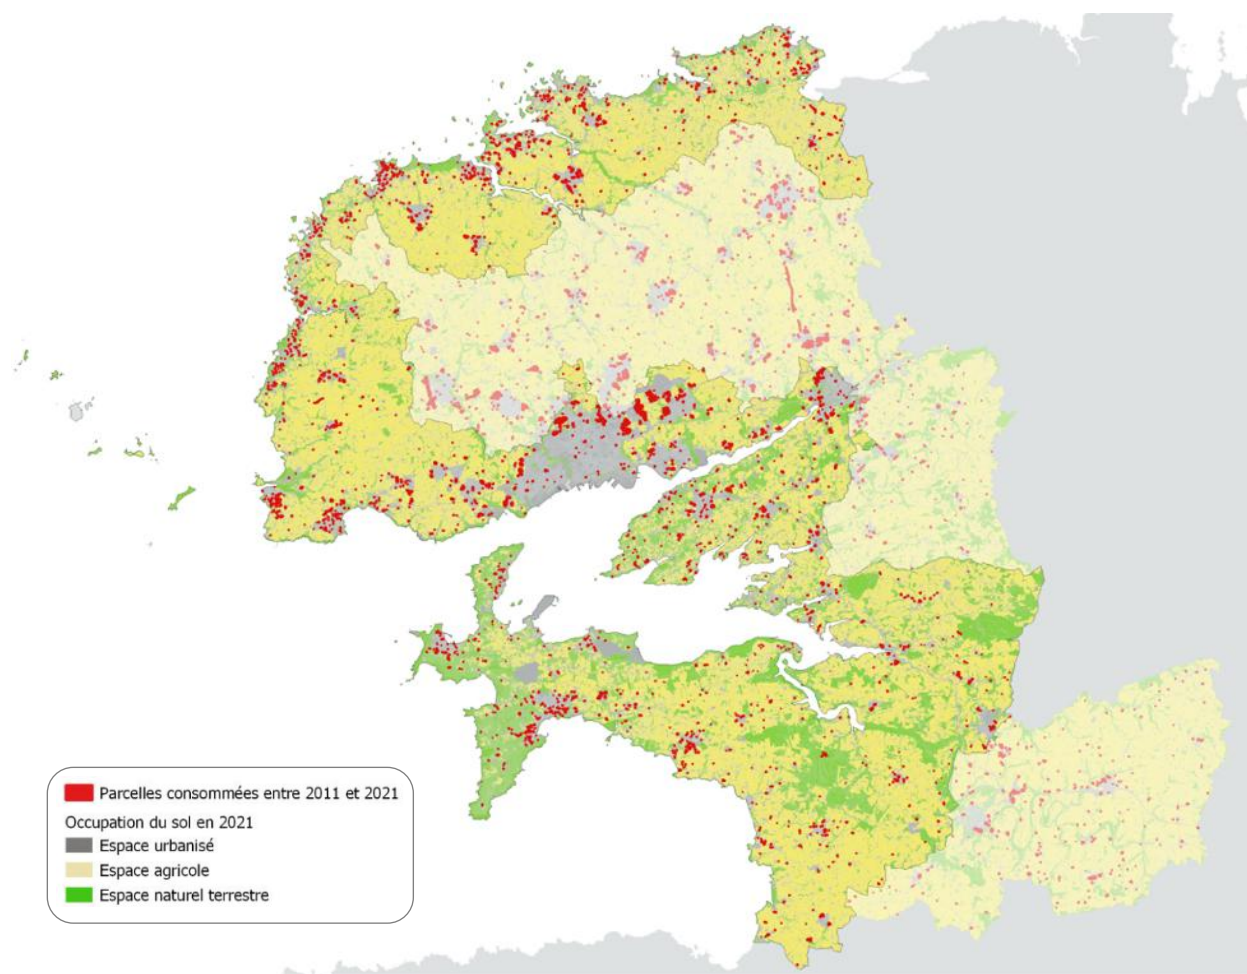 Parcelles consommées entre 2011 et 2021
Occupation du sol en 2021
Espace urbanisé
Espace agricole
Espace naturel terrestre